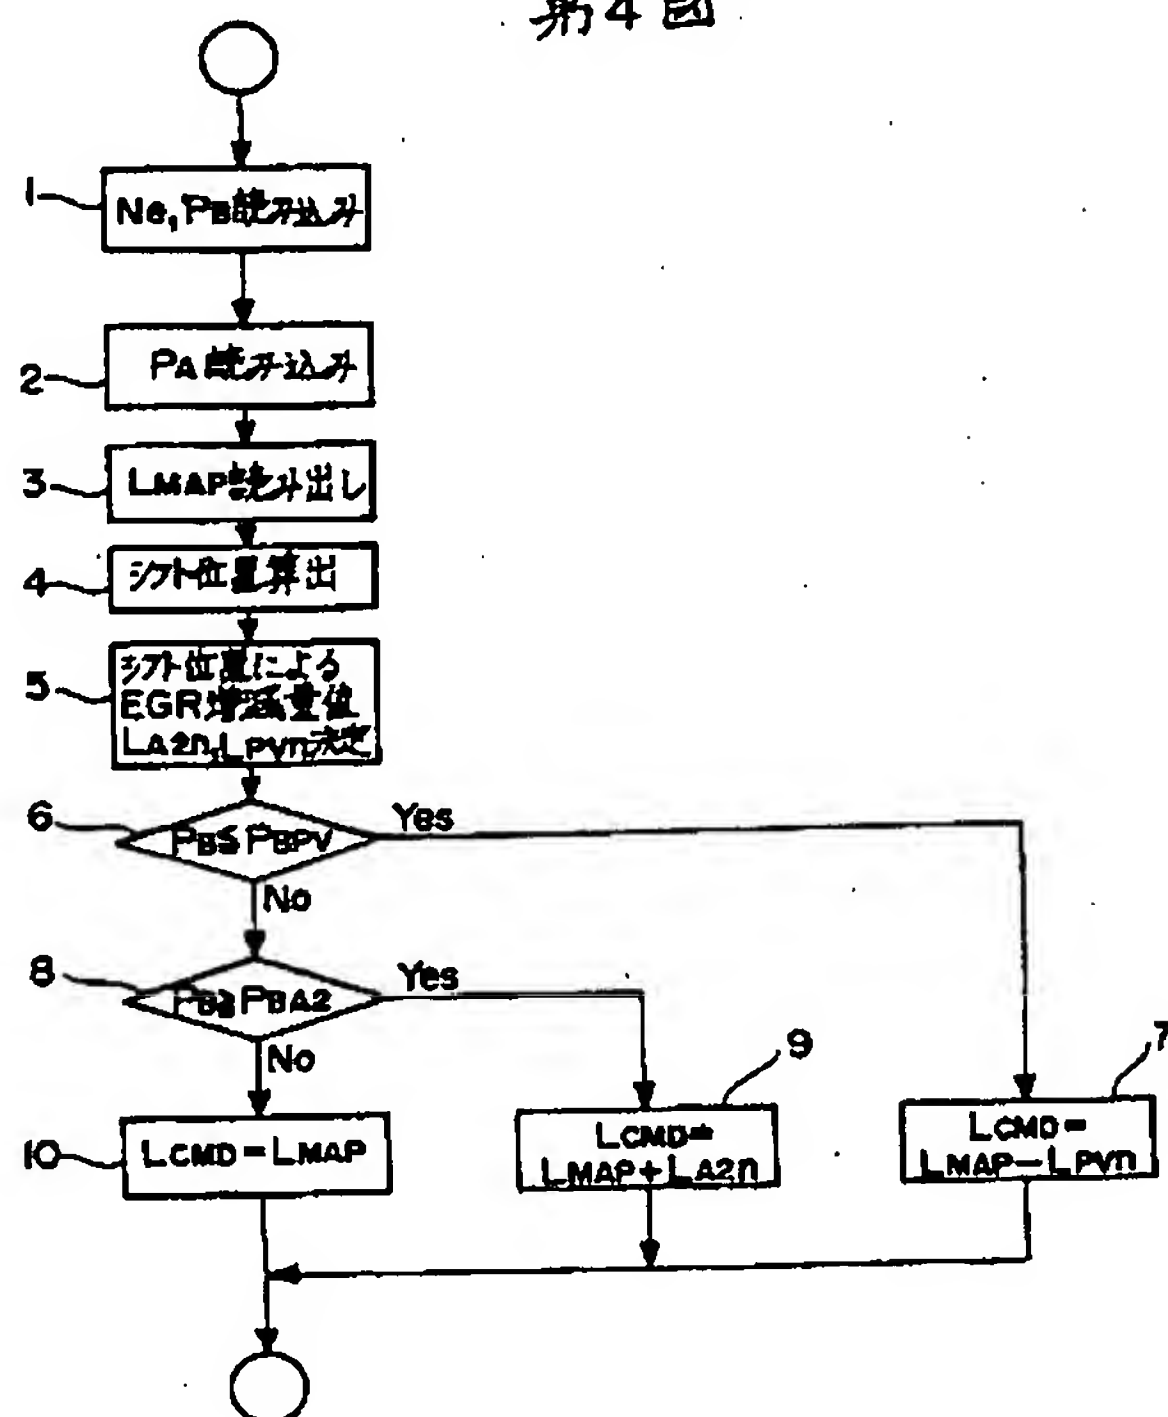 第4図
1
Ne, PB読み込み
2
PA 読み込み
3
LMAP読み出し
4
シフト位置算出
5
シフト位置による
EGR増減量値
LA2n, LPVn決定
6
PB≦PBPV
Yes
No
8
PB≧PBA2
Yes
No
9
LCMD=
LMAP+LA2n
7
LCMD=
LMAP-LPVn
10
LCMD=LMAP